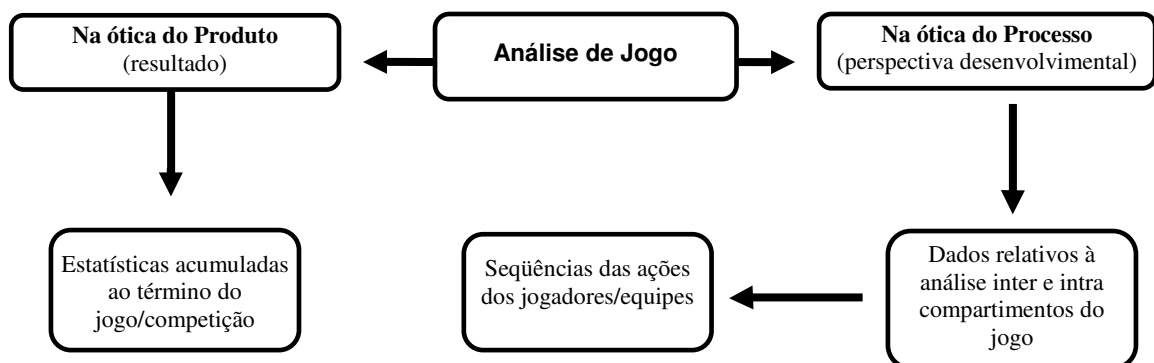 Na ótica do Produto
(resultado)
Análise de Jogo
Na ótica do Processo
(perspectiva desenvolvimental)
Estatísticas acumuladas
ao término do
jogo/competição
Seqüências das ações
dos jogadores/equipes
Dados relativos à
análise inter e intra
compartimentos do
jogo